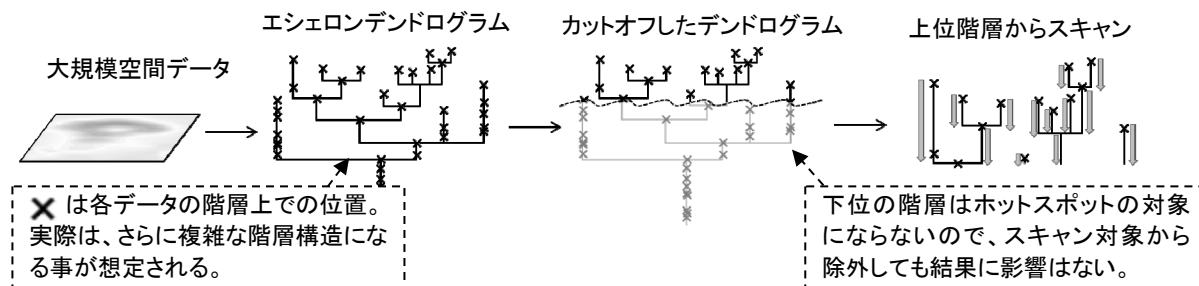 エシェロンデンドログラム
カットオフしたデンドログラム
上位階層からスキャン
大規模空間データ
× は各データの階層上での位置。
実際は、さらに複雑な階層構造にな
る事が想定される。
下位の階層はホットスポットの対象
にならないので、スキャン対象から
除外しても結果に影響はない。